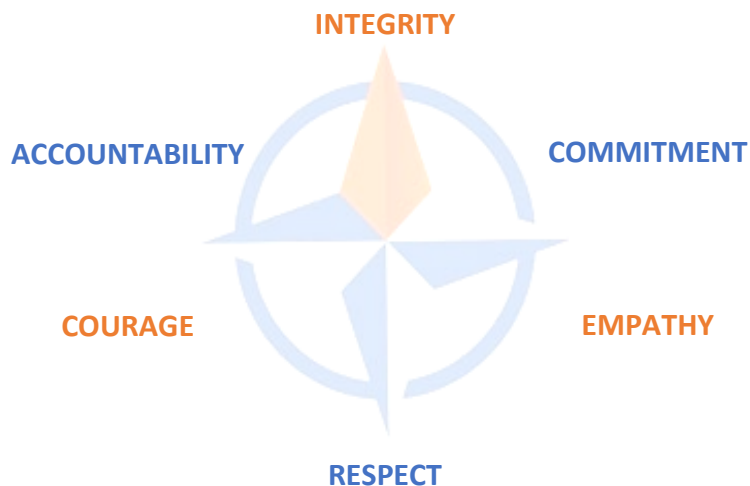 INTEGRITY
ACCOUNTABILITY
COMMITMENT
COURAGE
EMPATHY
RESPECT